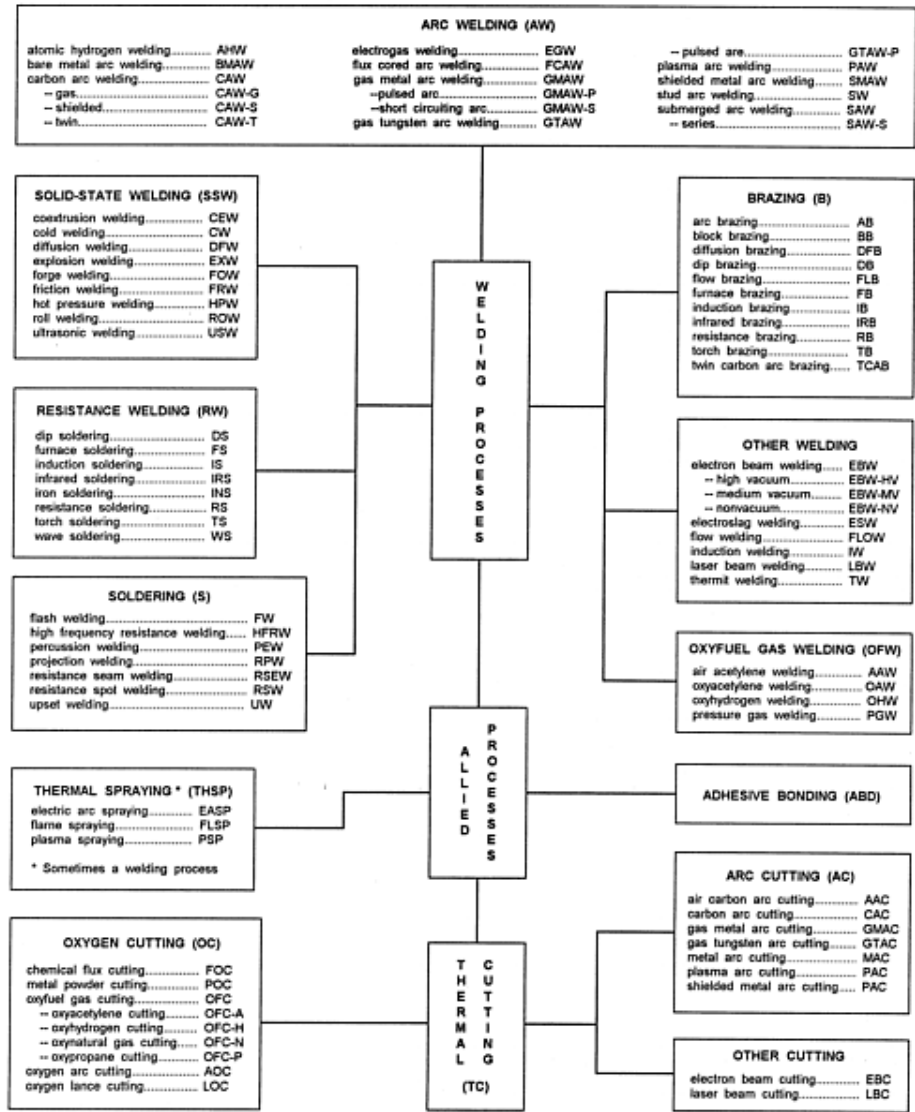 ARC WELDING (AW)
atomic hydrogen welding.......... AHW
bare metal arc welding............ BMAW
carbon arc welding.................. CAW
-- gas............................ CAW-G
-- shielded..................... CAW-S
-- twin........................... CAW-T
electrogas welding................... EGW
flux cored arc welding.............. FCAW
gas metal arc welding.............. GMAW
--pulsed arc...................... GMAW-P
--short circuiting arc.......... GMAW-S
gas tungsten arc welding......... GTAW
-- pulsed are.................... GTAW-P
plasma arc welding................. PAW
shielded metal arc welding....... SMAW
stud arc welding..................... SW
submerged arc welding............ SAW
-- series.......................... SAW-S
SOLID-STATE WELDING (SSW)
coextrusion welding............... CEW
cold welding.......................... CW
diffusion welding.................... DFW
explosion welding................... EXW
forge welding......................... FOW
friction welding....................... FRW
hot pressure welding.............. HPW
roll welding............................ ROW
ultrasonic welding................... USW
BRAZING (B)
arc brazing........................ AB
block brazing..................... BB
diffusion brazing................. DFB
dip brazing........................ DB
flow brazing....................... FLB
furnace brazing.................. FB
induction brazing................ IB
infrared brazing.................. IRB
resistance brazing.............. RB
torch brazing...................... TB
twin carbon arc brazing..... TCAB
WELDING PROCESSES
RESISTANCE WELDING (RW)
dip soldering....................... DS
furnace soldering................ FS
induction soldering.............. IS
infrared soldering................ IRS
iron soldering...................... INS
resistance soldering............ RS
torch soldering.................... TS
wave soldering................... WS
OTHER WELDING
electron beam welding......... EBW
-- high vacuum............. EBW-HV
-- medium vacuum....... EBW-MV
-- nonvacuum.............. EBW-NV
electroslag welding............. ESW
flow welding....................... FLOW
induction welding................ IW
laser beam welding............ LBW
thermit welding................... TW
SOLDERING (S)
flash welding............................ FW
high frequency resistance welding..... HFRW
percussion welding.................. PEW
projection welding.................... RPW
resistance seam welding.......... RSEW
resistance spot welding............ RSW
upset welding.......................... UW
OXYFUEL GAS WELDING (OFW)
air acetylene welding............ AAW
oxyacetylene welding........... OAW
oxyhydrogen welding........... OHW
pressure gas welding........... PGW
ALLIED PROCESSES
THERMAL SPRAYING * (THSP)
electric arc spraying............. EASP
flame spraying..................... FLSP
plasma spraying................... PSP
* Sometimes a welding process
ADHESIVE BONDING (ABD)
ARC CUTTING (AC)
air carbon arc cutting............ AAC
carbon arc cutting................. CAC
gas metal arc cutting............ GMAC
gas tungsten arc cutting....... GTAC
metal arc cutting................... MAC
plasma arc cutting................ PAC
shielded metal arc cutting..... PAC
OXYGEN CUTTING (OC)
chemical flux cutting................ FOC
metal powder cutting............... POC
oxyfuel gas cutting.................. OFC
-- oxyacetylene cutting......... OFC-A
-- oxyhydrogen cutting......... OFC-H
-- oxynatural gas cutting...... OFC-N
-- oxypropane cutting........... OFC-P
oxygen arc cutting.................. AOC
oxygen lance cutting............... LOC
THERMAL CUTTING
(TC)
OTHER CUTTING
electron beam cutting.......... EBC
laser beam cutting............... LBC